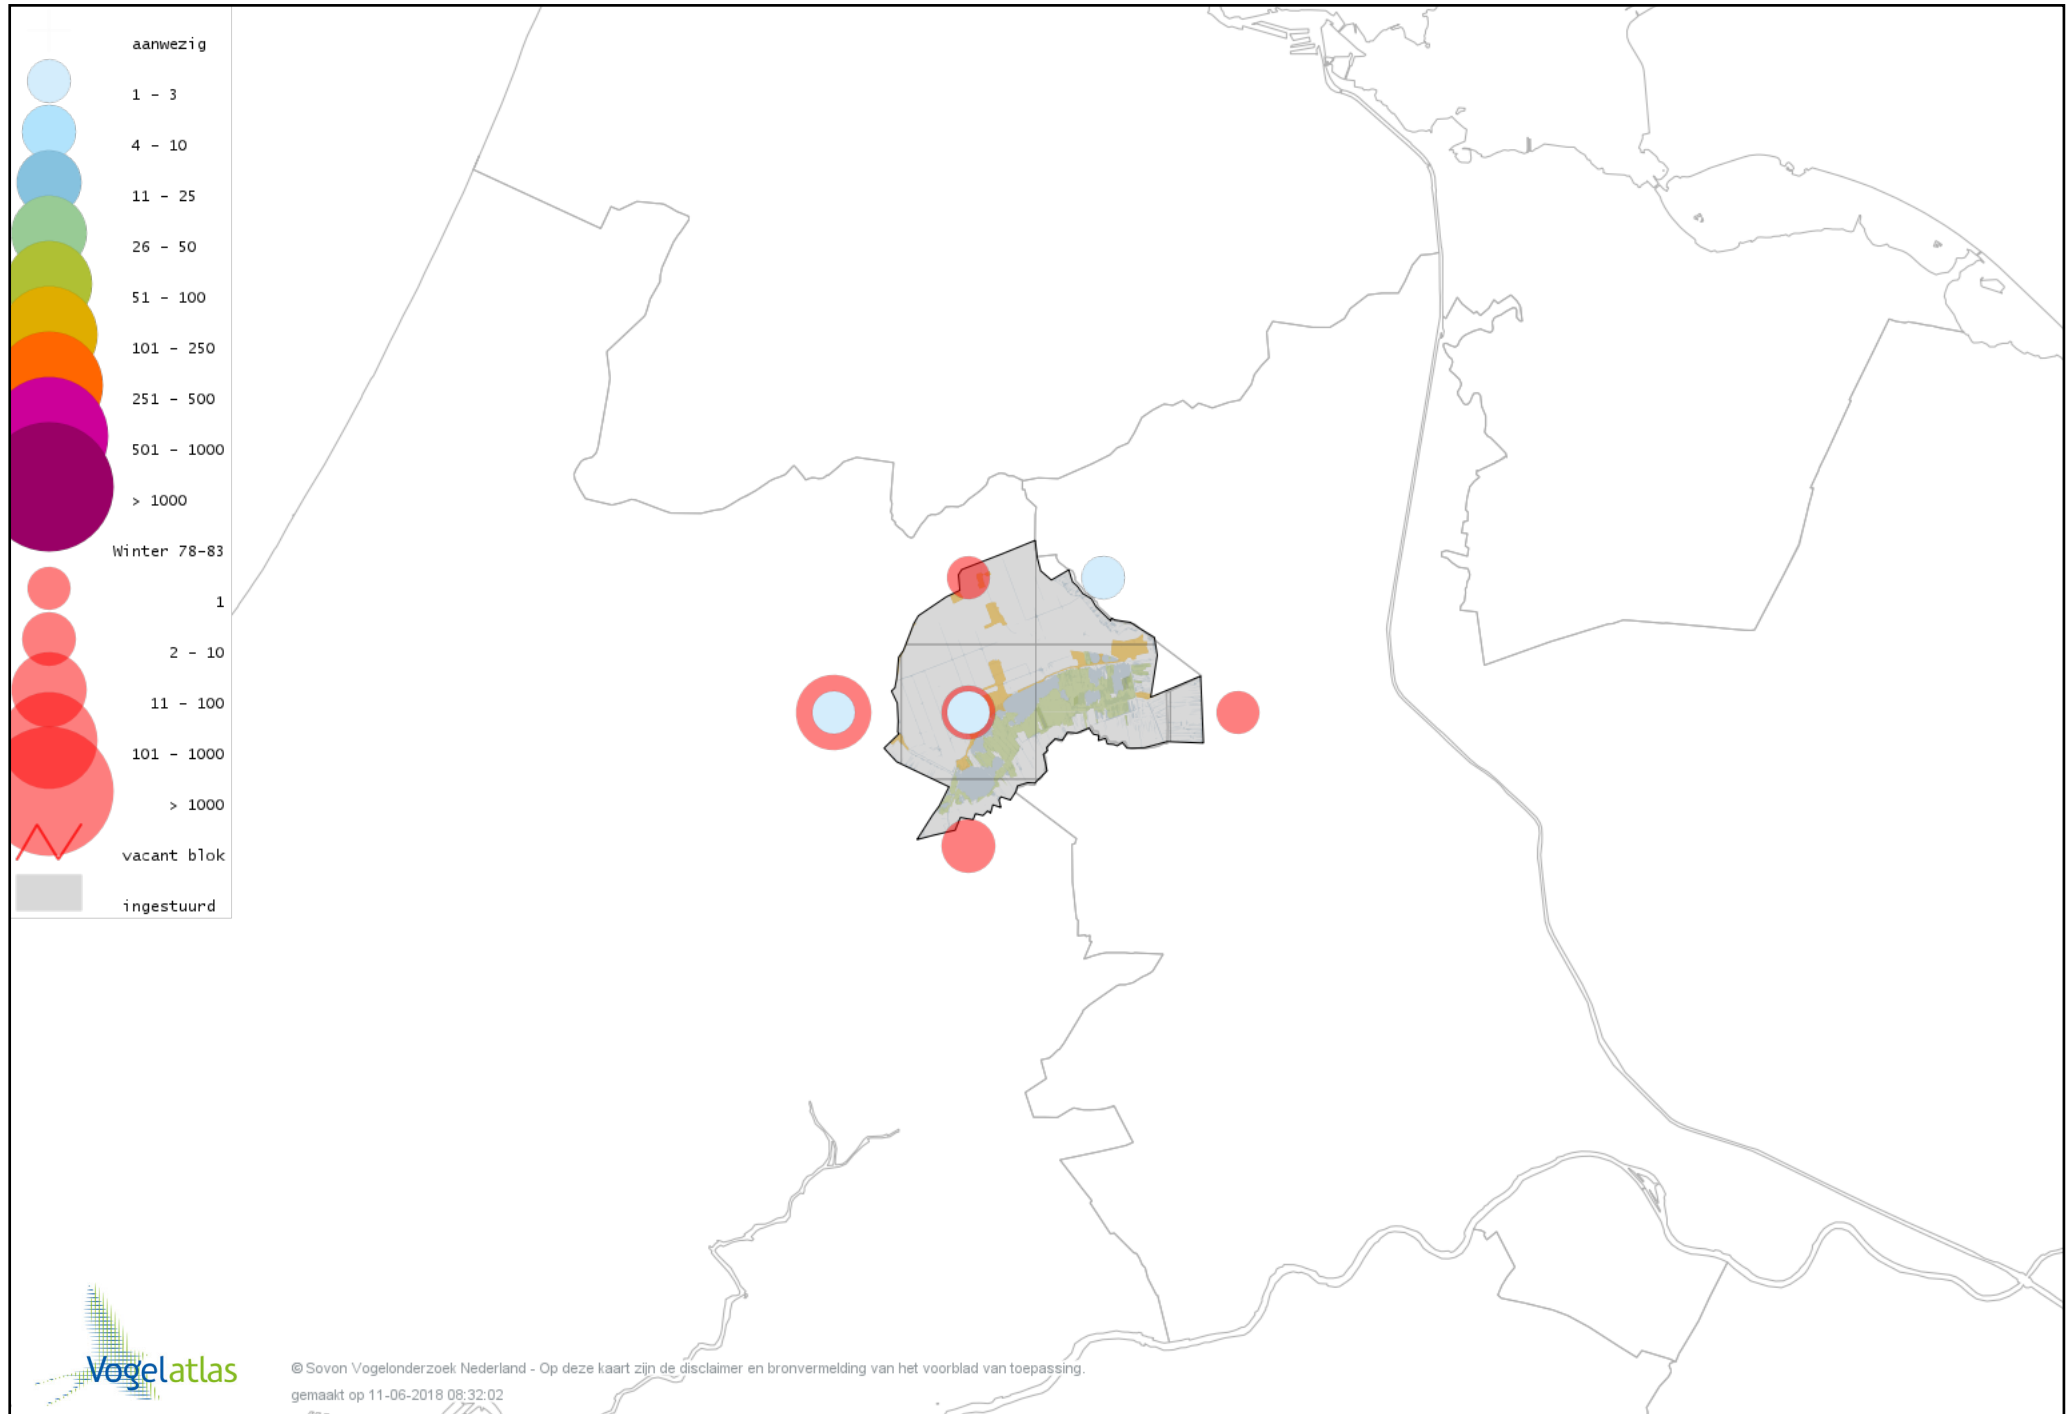 aanwezig
1 - 3
4 - 10
11 - 25
26 - 50
51 - 100
101 - 250
251 - 500
501 - 1000
> 1000
Winter 78-83
1
2 - 10
11 - 100
101 - 1000
> 1000
vacant blok
ingestuurd
Vogelatlas
© Sovon Vogelonderzoek Nederland - Op deze kaart zijn de disclaimer en bronvermelding van het voorblad van toepassing.
gemaakt op 11-06-2018 08:32:02